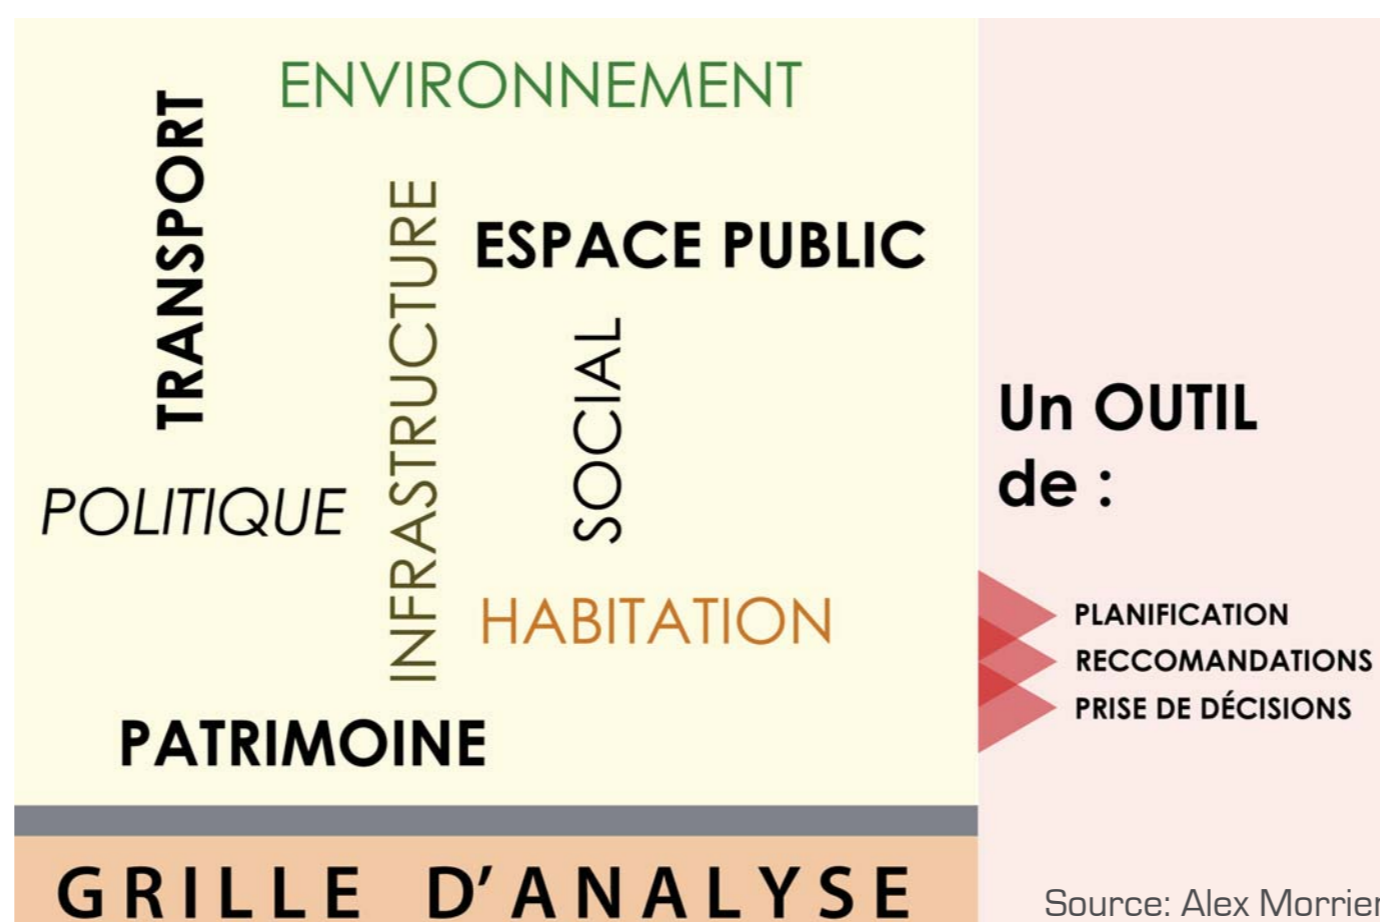 ENVIRONNEMENT
TRANSPORT
INFRASTRUCTURE
ESPACE PUBLIC
SOCIAL
POLITIQUE
HABITATION
PATRIMOINE
GRILLE D'ANALYSE
Un OUTIL
de :
PLANIFICATION
RECCOMANDATIONS
PRISE DE DÉCISIONS
Source: Alex Morrier